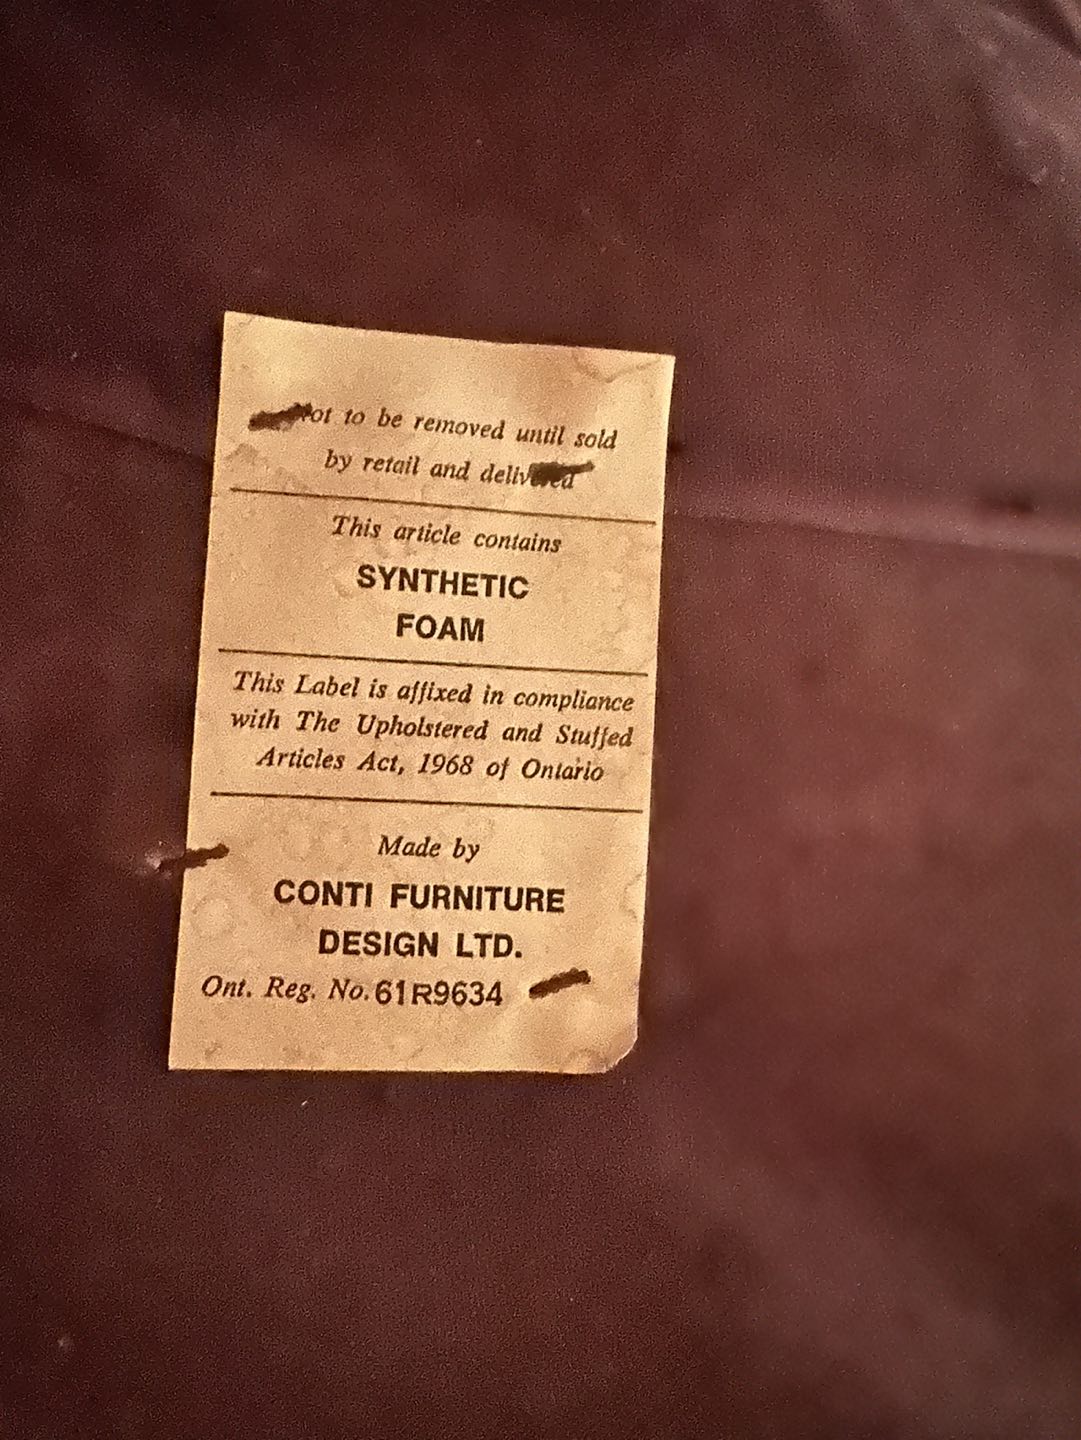 Not to be removed until sold
by retail and delivered
This article contains
SYNTHETIC
FOAM
This Label is affixed in compliance
with The Upholstered and Stuffed
Articles Act, 1968 of Ontario
Made by
CONTI FURNITURE
DESIGN LTD.
Ont. Reg. No. 61R9634